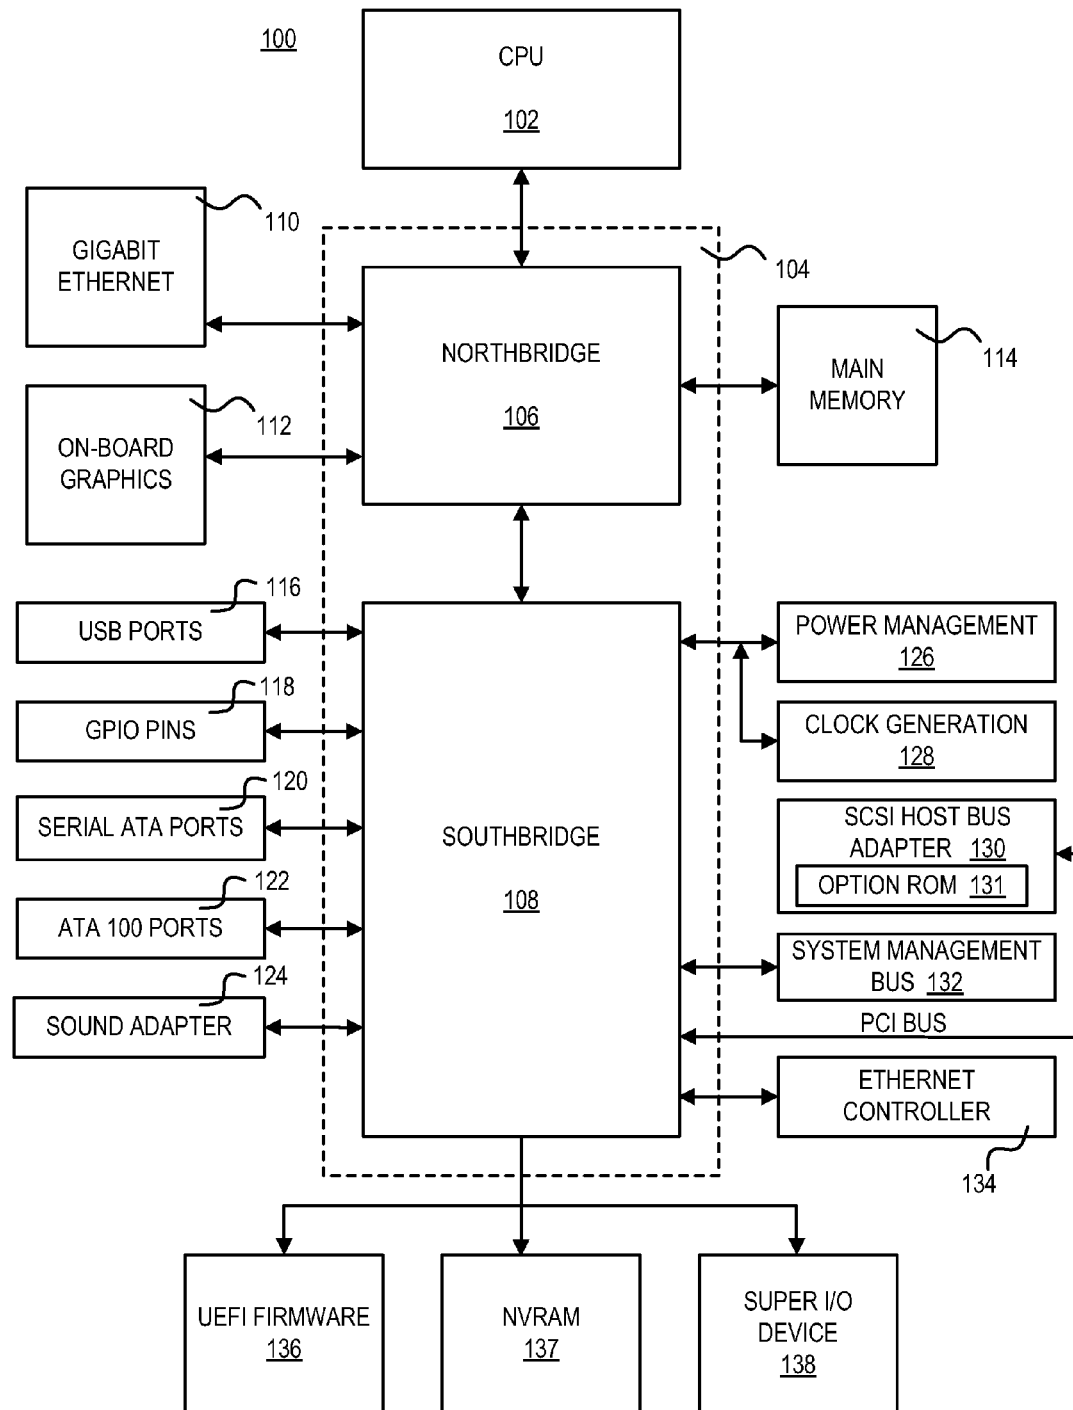 100
CPU
102
110
GIGABIT
ETHERNET
104
NORTHBRIDGE
106
MAIN
MEMORY
114
112
ON-BOARD
GRAPHICS
116
USB PORTS
118
GPIO PINS
120
SERIAL ATA PORTS
122
ATA 100 PORTS
124
SOUND ADAPTER
SOUTHBRIDGE
108
POWER MANAGEMENT
126
CLOCK GENERATION
128
SCSI HOST BUS
ADAPTER 130
OPTION ROM 131
SYSTEM MANAGEMENT
BUS 132
PCI BUS
ETHERNET
CONTROLLER
134
UEFI FIRMWARE
136
NVRAM
137
SUPER I/O
DEVICE
138